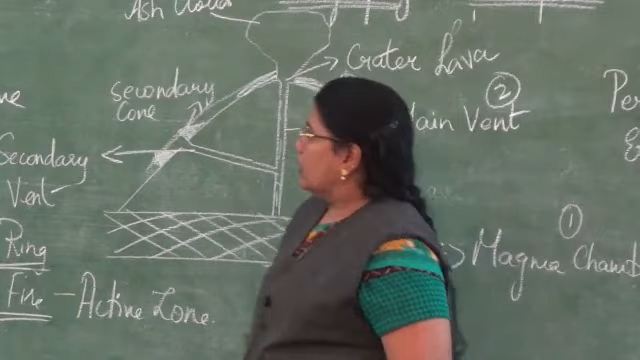 Ash Cloud
Crater Lava
Secondary
Cone
②
Main Vent
Per
Secondary
Vent
①
Magma Chamb
Ring
Fire - Active Zone.